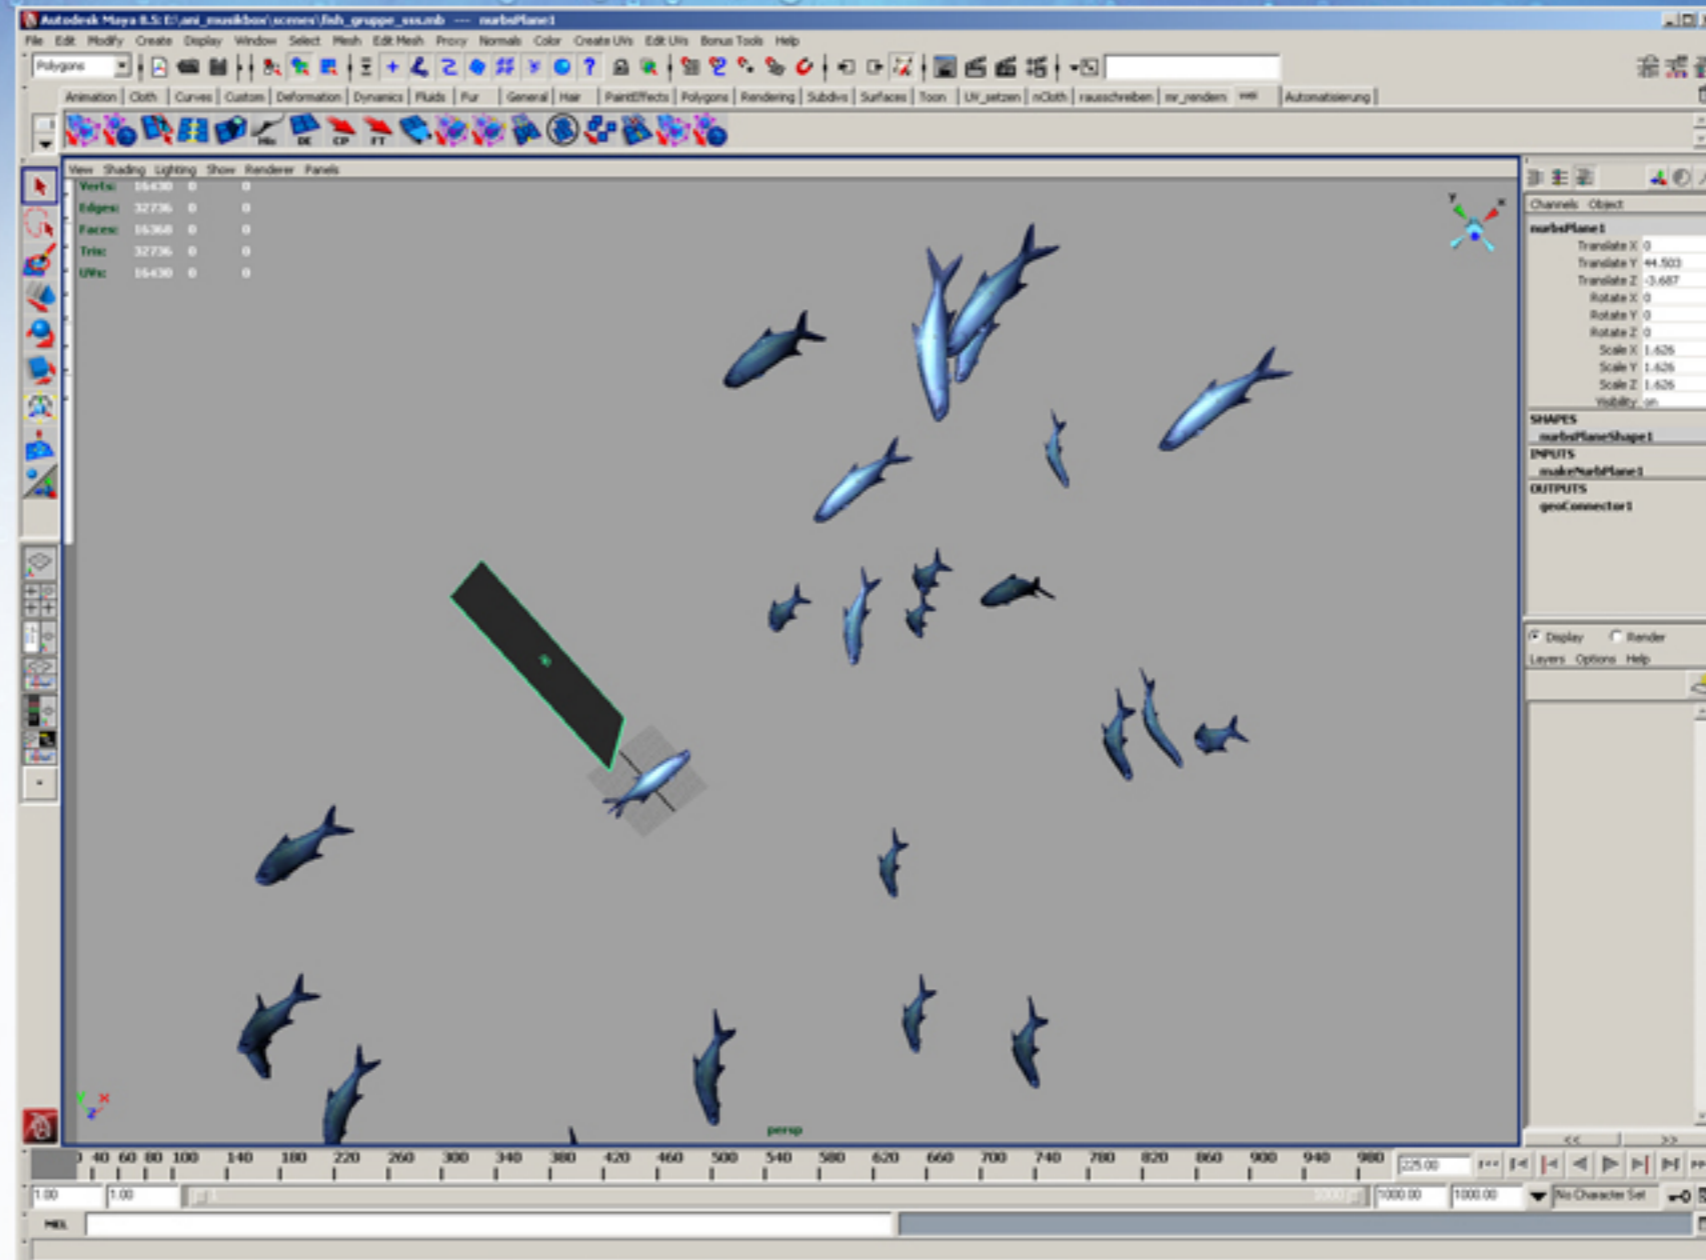 Autodesk Maya 8.5: E:\ani_musikbox\scenes\fish_gruppe_sss.mb --- nurbsPlane1
File Edit Modify Create Display Window Select Mesh Edit Mesh Proxy Normals Color Create UVs Edit UVs Bonus Tools Help
Polygons
Animation Cloth Curves Custom Deformation Dynamics Fluids Fur General Hair PaintEffects Polygons Rendering Subdivs Surfaces Toon UV_setzen nCloth rausschreiben mr_rendern Automatisierung
His DE CP FT
View Shading Lighting Show Renderer Panels
Verts: 16430 0 0
Edges: 32736 0 0
Faces: 16368 0 0
Tris: 32736 0 0
UVs: 16430 0 0
y x
Channels Object
nurbsPlane1
Translate X 0
Translate Y 44.503
Translate Z -3.687
Rotate X 0
Rotate Y 0
Rotate Z 0
Scale X 1.626
Scale Y 1.626
Scale Z 1.626
Visibility on
SHAPES
nurbsPlaneShape1
INPUTS
makeNurbPlane1
OUTPUTS
geoConnector1
Display Render
Layers Options Help
Y X
Z
persp
<< >>
40 60 80 100 140 180 220 260 300 340 380 420 460 500 540 580 620 660 700 740 780 820 860 900 940 980 225.00
1.00 1.00 1 1000.00 1000.00 No Character Set
MEL